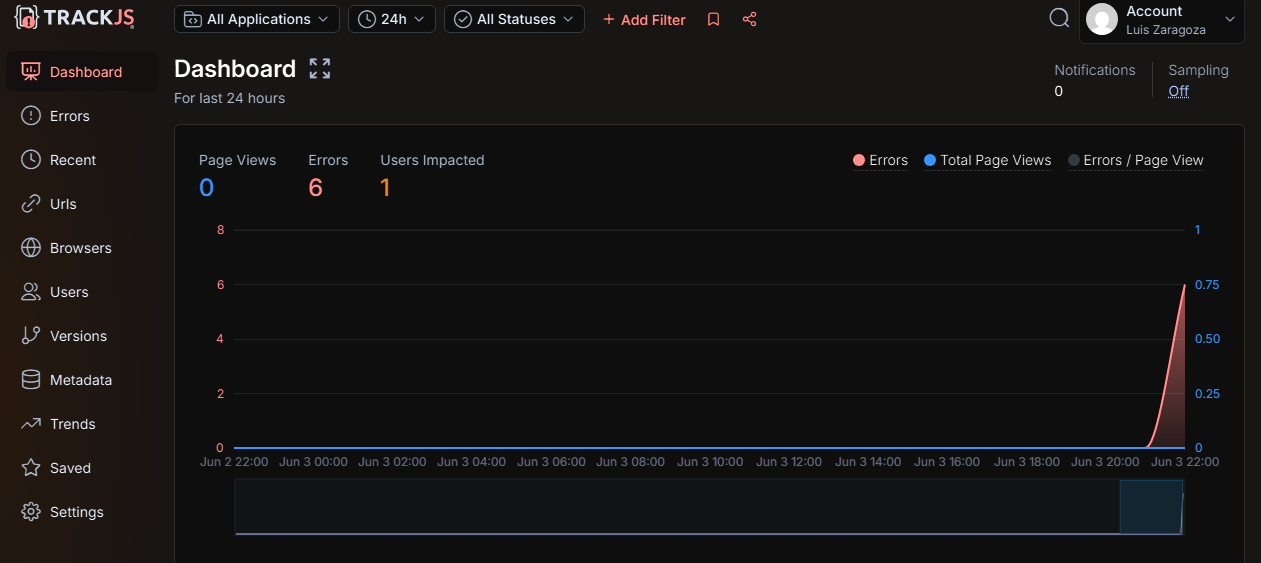 TRACKJS
All Applications
24h
All Statuses
+ Add Filter
Account
Luis Zaragoza
Dashboard
Errors
Recent
Urls
Browsers
Users
Versions
Metadata
Trends
Saved
Settings
Dashboard
For last 24 hours
Notifications
0
Sampling
Off
Page Views
0
Errors
6
Users Impacted
1
Errors
Total Page Views
Errors / Page View
8
6
4
2
0
1
0.75
0.50
0.25
0
Jun 2 22:00
Jun 3 00:00
Jun 3 02:00
Jun 3 04:00
Jun 3 06:00
Jun 3 08:00
Jun 3 10:00
Jun 3 12:00
Jun 3 14:00
Jun 3 16:00
Jun 3 18:00
Jun 3 20:00
Jun 3 22:00